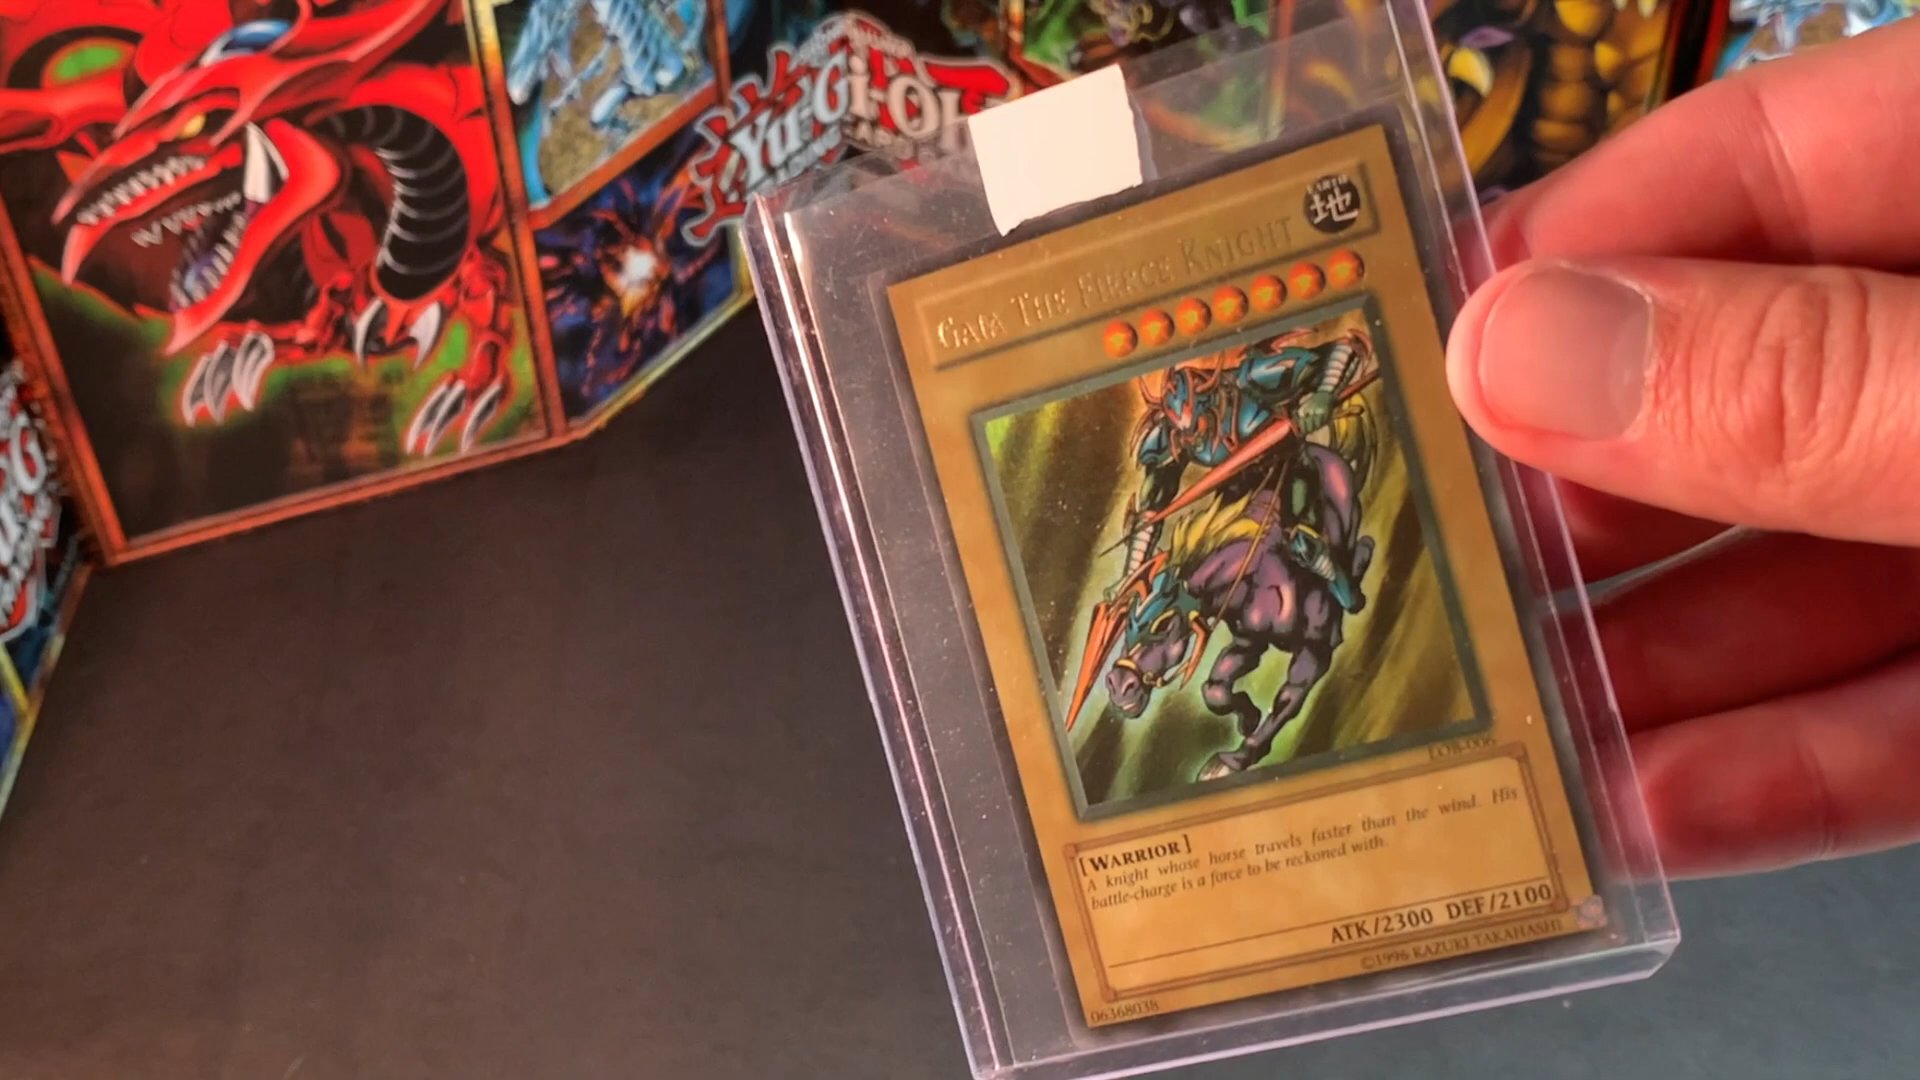 Yu-Gi-Oh
GAIA THE FIERCE KNIGHT
EARTH
地
LOB-006
[WARRIOR]
A knight whose horse travels faster than the wind. His
battle-charge is a force to be reckoned with.
ATK/2300 DEF/2100
06368038
©1996 KAZUKI TAKAHASHI